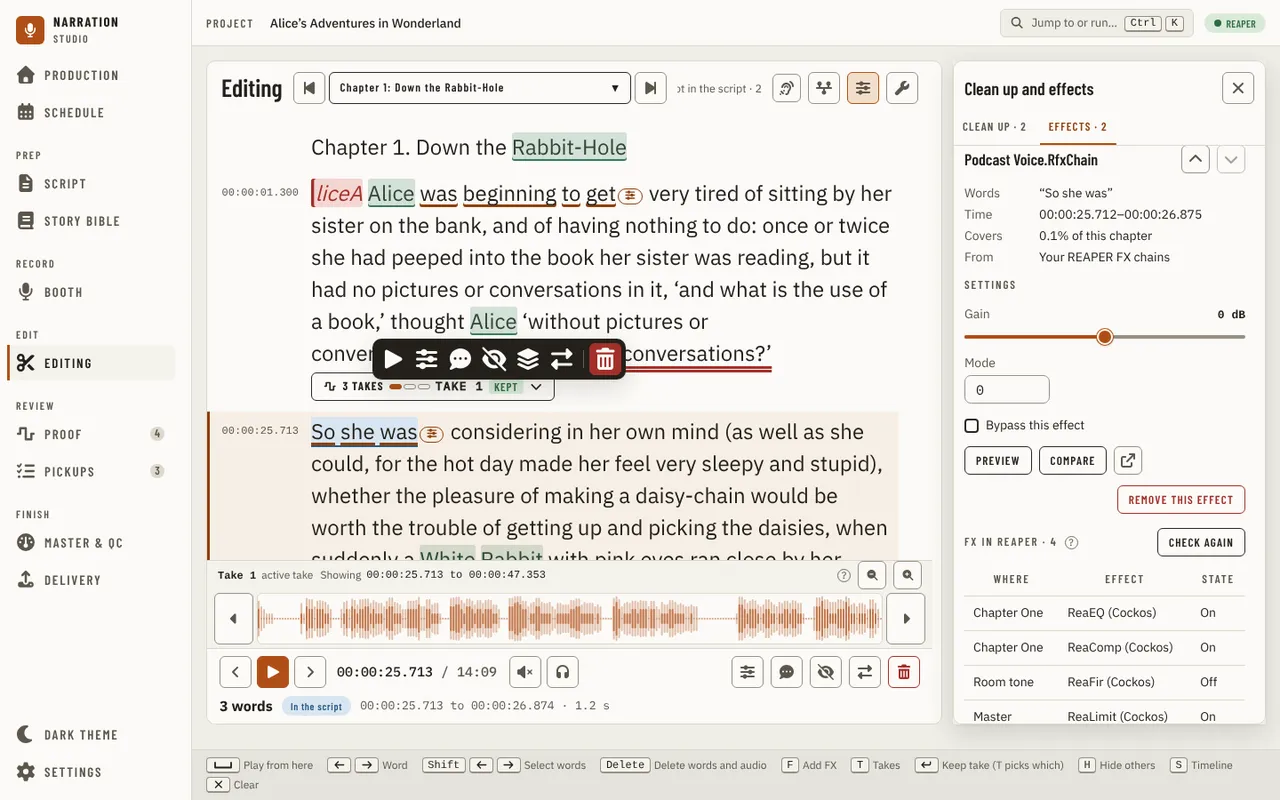 NARRATION
STUDIO
PRODUCTION
SCHEDULE
PREP
SCRIPT
STORY BIBLE
RECORD
BOOTH
EDIT
EDITING
REVIEW
PROOF 4
PICKUPS 3
FINISH
MASTER & QC
DELIVERY
DARK THEME
SETTINGS
PROJECT Alice’s Adventures in Wonderland
Jump to or run… Ctrl K
REAPER
Editing
Chapter 1: Down the Rabbit-Hole
ot in the script · 2
Chapter 1. Down the Rabbit-Hole
00:00:01.300
liceA Alice was beginning to get very tired of sitting by her
sister on the bank, and of having nothing to do: once or twice
she had peeped into the book her sister was reading, but it
had no pictures or conversations in it, ‘and what is the use of
a book,’ thought Alice ‘without pictures or
conver conversations?’
3 TAKES TAKE 1 KEPT
00:00:25.713
So she was considering in her own mind (as well as she
could, for the hot day made her feel very sleepy and stupid),
whether the pleasure of making a daisy-chain would be
worth the trouble of getting up and picking the daisies, when
suddenly a White Rabbit with pink eyes ran close by her
Take 1 active take Showing 00:00:25.713 to 00:00:47.353
00:00:25.713 / 14:09
3 words In the script 00:00:25.713 to 00:00:26.874 · 1.2 s
Clean up and effects
CLEAN UP · 2 EFFECTS · 2
Podcast Voice.RfxChain
Words “So she was”
Time 00:00:25.712–00:00:26.875
Covers 0.1% of this chapter
From Your REAPER FX chains
SETTINGS
Gain 0 dB
Mode
0
Bypass this effect
PREVIEW COMPARE
REMOVE THIS EFFECT
FX IN REAPER · 4 ? CHECK AGAIN
WHERE EFFECT STATE
Chapter One ReaEQ (Cockos) On
Chapter One ReaComp (Cockos) On
Room tone ReaFir (Cockos) Off
Master ReaLimit (Cockos) On
Play from here ← → Word Shift ← → Select words Delete Delete words and audio F Add FX T Takes Keep take (T picks which) H Hide others S Timeline
Clear